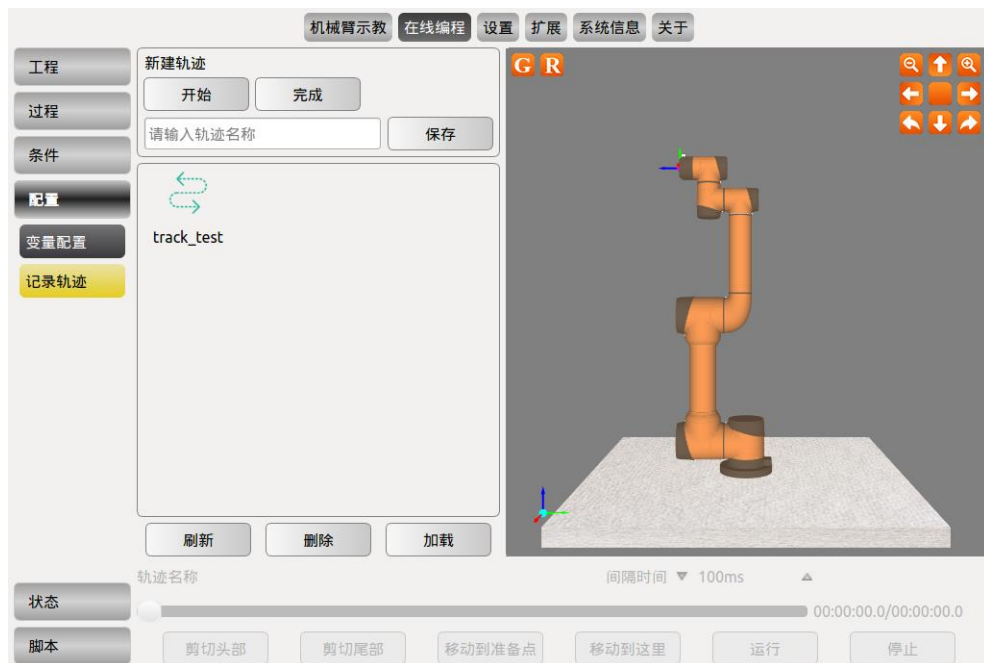 机械臂示教 在线编程 设置 扩展 系统信息 关于
工程
过程
条件
配置
变量配置
记录轨迹
状态
脚本
新建轨迹
开始 完成
请输入轨迹名称 保存
track_test
刷新 删除 加载
G R
轨迹名称 间隔时间 100ms
00:00:00.0/00:00:00.0
剪切头部 剪切尾部 移动到准备点 移动到这里 运行 停止